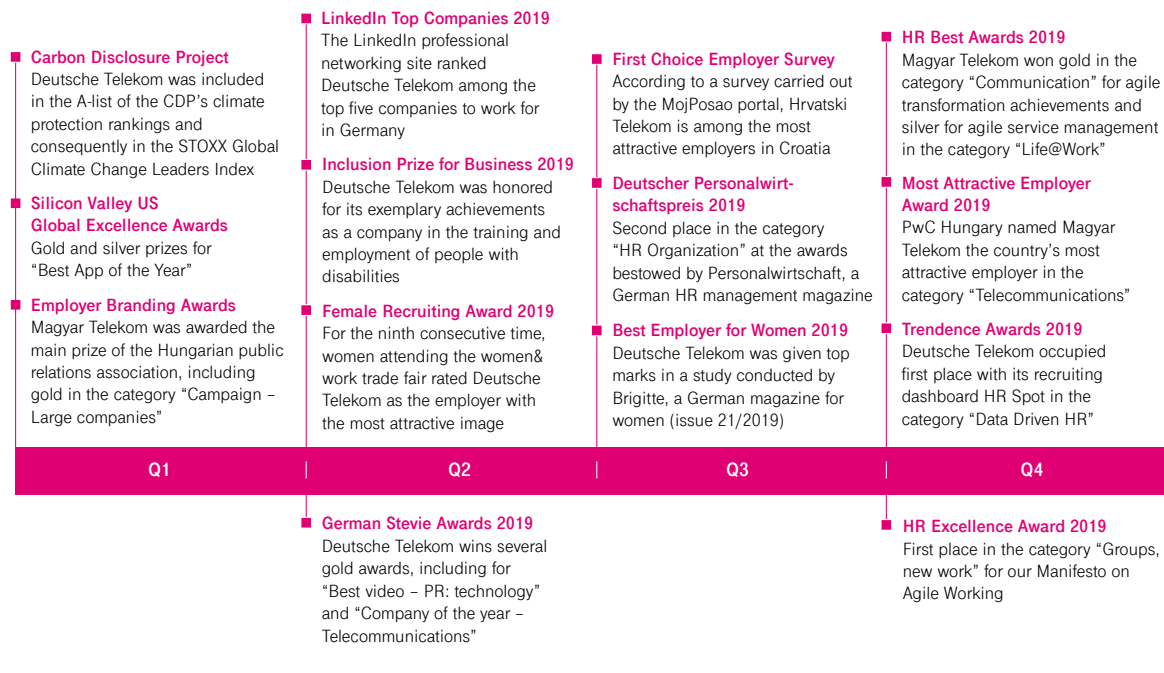 Carbon Disclosure Project
Deutsche Telekom was included
in the A-list of the CDP’s climate
protection rankings and
consequently in the STOXX Global
Climate Change Leaders Index
Silicon Valley US
Global Excellence Awards
Gold and silver prizes for
“Best App of the Year”
Employer Branding Awards
Magyar Telekom was awarded the
main prize of the Hungarian public
relations association, including
gold in the category “Campaign –
Large companies”
LinkedIn Top Companies 2019
The LinkedIn professional
networking site ranked
Deutsche Telekom among the
top five companies to work for
in Germany
Inclusion Prize for Business 2019
Deutsche Telekom was honored
for its exemplary achievements
as a company in the training and
employment of people with
disabilities
Female Recruiting Award 2019
For the ninth consecutive time,
women attending the women&
work trade fair rated Deutsche
Telekom as the employer with
the most attractive image
First Choice Employer Survey
According to a survey carried out
by the MojPosao portal, Hrvatski
Telekom is among the most
attractive employers in Croatia
Deutscher Personalwirt-
schaftspreis 2019
Second place in the category
“HR Organization” at the awards
bestowed by Personalwirtschaft, a
German HR management magazine
Best Employer for Women 2019
Deutsche Telekom was given top
marks in a study conducted by
Brigitte, a German magazine for
women (issue 21/2019)
HR Best Awards 2019
Magyar Telekom won gold in the
category “Communication” for agile
transformation achievements and
silver for agile service management
in the category “Life@Work”
Most Attractive Employer
Award 2019
PwC Hungary named Magyar
Telekom the country’s most
attractive employer in the
category “Telecommunications”
Trendence Awards 2019
Deutsche Telekom occupied
first place with its recruiting
dashboard HR Spot in the
category “Data Driven HR”
Q1
Q2
Q3
Q4
German Stevie Awards 2019
Deutsche Telekom wins several
gold awards, including for
“Best video – PR: technology”
and “Company of the year –
Telecommunications”
HR Excellence Award 2019
First place in the category “Groups,
new work” for our Manifesto on
Agile Working